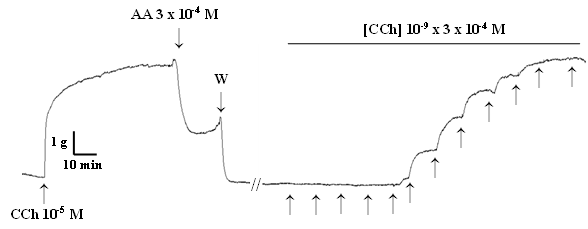 AA 3 x 10⁻⁴ M
[CCh] 10⁻⁹ x 3 x 10⁻⁴ M
W
1 g
10 min
CCh 10⁻⁵ M